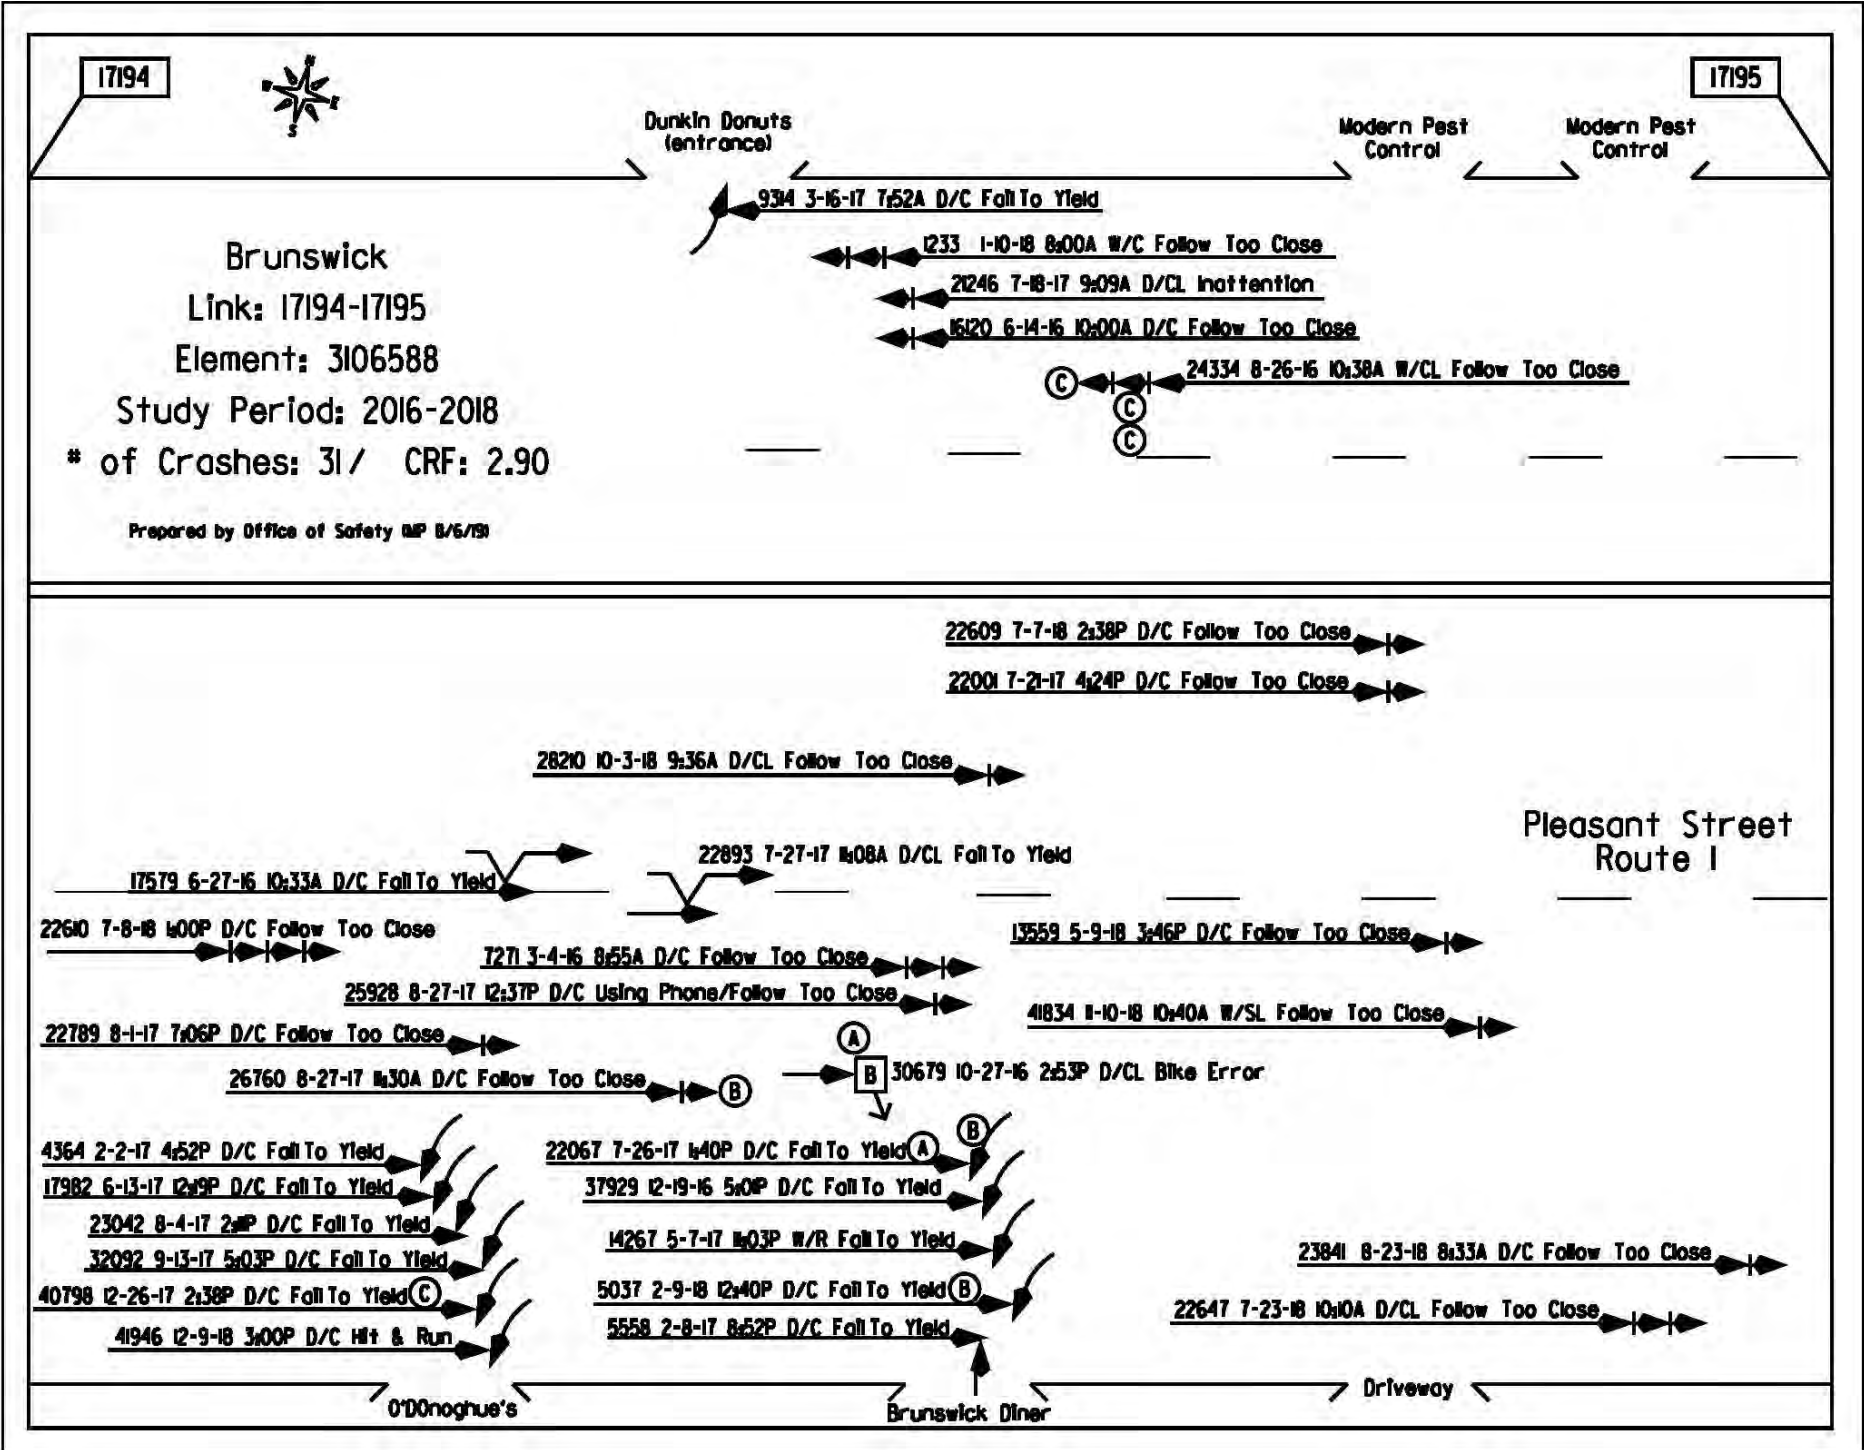 17194
N
W
E
S
Dunkin Donuts
(entrance)
Modern Pest
Control
Modern Pest
Control
17195
9314 3-16-17 7:52A D/C Fail To Yield
1233 1-10-18 8:00A W/C Follow Too Close
21246 7-18-17 9:09A D/CL Inattention
16120 6-14-16 10:00A D/C Follow Too Close
24334 8-26-16 10:38A W/CL Follow Too Close
C
C
C
Brunswick
Link: 17194-17195
Element: 3106588
Study Period: 2016-2018
# of Crashes: 31/ CRF: 2.90
Prepared by Office of Safety (MP 8/6/19)
22609 7-7-18 2:38P D/C Follow Too Close
22001 7-21-17 4:24P D/C Follow Too Close
28210 10-3-18 9:36A D/CL Follow Too Close
Pleasant Street
Route 1
22893 7-27-17 11:08A D/CL Fail To Yield
17579 6-27-16 10:33A D/C Fail To Yield
22610 7-8-18 1:00P D/C Follow Too Close
13559 5-9-18 3:46P D/C Follow Too Close
7271 3-4-16 8:55A D/C Follow Too Close
25928 8-27-17 12:37P D/C Using Phone/Follow Too Close
41834 11-10-18 10:40A W/SL Follow Too Close
22789 8-1-17 7:06P D/C Follow Too Close
A
B 30679 10-27-16 2:53P D/CL Bike Error
26760 8-27-17 11:30A D/C Follow Too Close B
4364 2-2-17 4:52P D/C Fail To Yield
B
22067 7-26-17 1:40P D/C Fail To Yield A
17982 6-13-17 12:19P D/C Fail To Yield
37929 12-19-16 5:01P D/C Fail To Yield
23042 8-4-17 D/C Fail To Yield
14267 5-7-17 11:03P W/R Fail To Yield
32092 9-13-17 5:03P D/C Fail To Yield
23841 8-23-18 8:33A D/C Follow Too Close
40798 12-26-17 2:38P D/C Fail To Yield C
5037 2-9-18 12:40P D/C Fail To Yield B
22647 7-23-18 10:10A D/CL Follow Too Close
41946 12-9-18 3:00P D/C Hit & Run
5558 2-8-17 8:52P D/C Fail To Yield
O'DOnoghue's
Brunswick Diner
Driveway